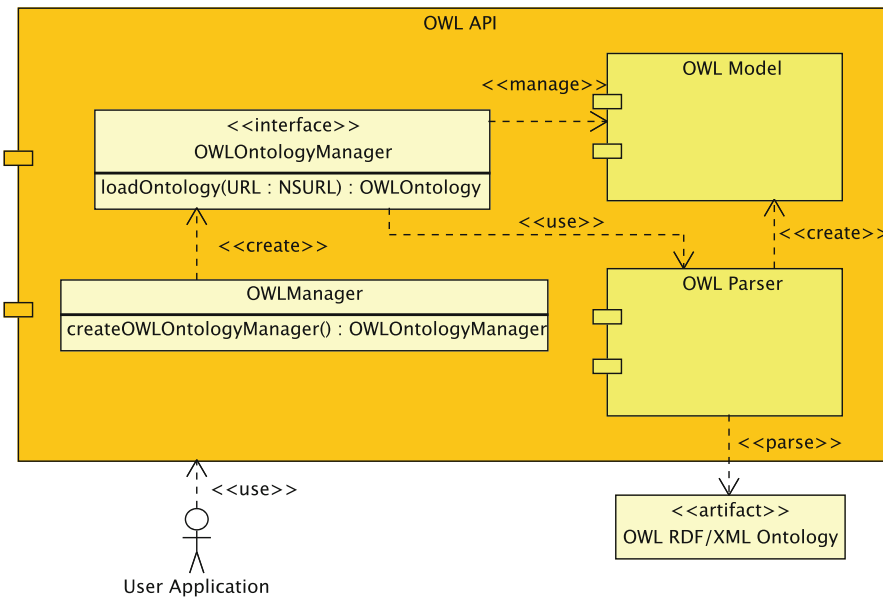 OWL API
OWL Model
<<manage>>
<<interface>>
OWLOntologyManager
loadOntology(URL : NSURL) : OWLOntology
<<use>>
<<create>>
<<create>>
OWLManager
createOWLOntologyManager() : OWLOntologyManager
OWL Parser
<<parse>>
<<use>>
<<artifact>>
OWL RDF/XML Ontology
User Application